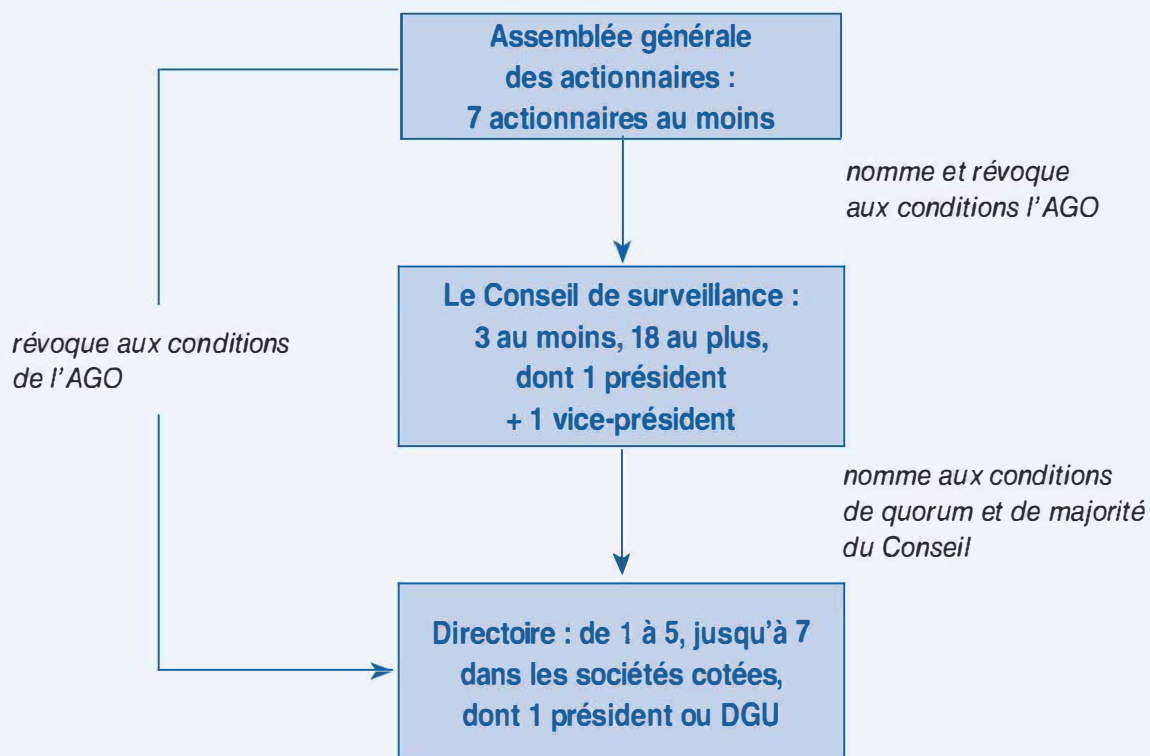 Assemblée générale
des actionnaires :
7 actionnaires au moins
nomme et révoque
aux conditions l'AGO
Le Conseil de surveillance :
3 au moins, 18 au plus,
dont 1 président
+ 1 vice-président
révoque aux conditions
de l'AGO
nomme aux conditions
de quorum et de majorité
du Conseil
Directoire : de 1 à 5, jusqu'à 7
dans les sociétés cotées,
dont 1 président ou DGU